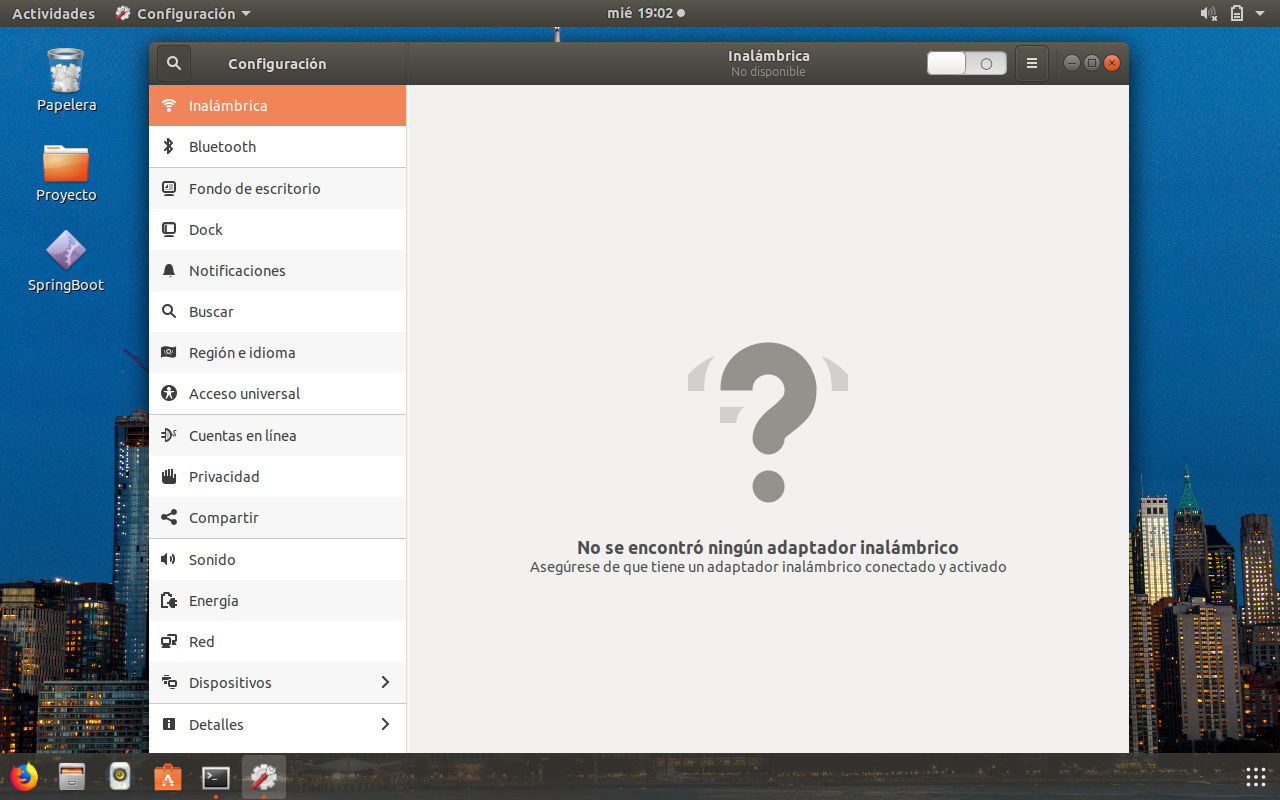 Actividades
Configuración
mié 19:02
Papelera
Proyecto
SpringBoot
Configuración
Inalámbrica
No disponible
Inalámbrica
Bluetooth
Fondo de escritorio
Dock
Notificaciones
Buscar
Región e idioma
Acceso universal
Cuentas en línea
Privacidad
Compartir
Sonido
Energía
Red
Dispositivos
Detalles
No se encontró ningún adaptador inalámbrico
Asegúrese de que tiene un adaptador inalámbrico conectado y activado